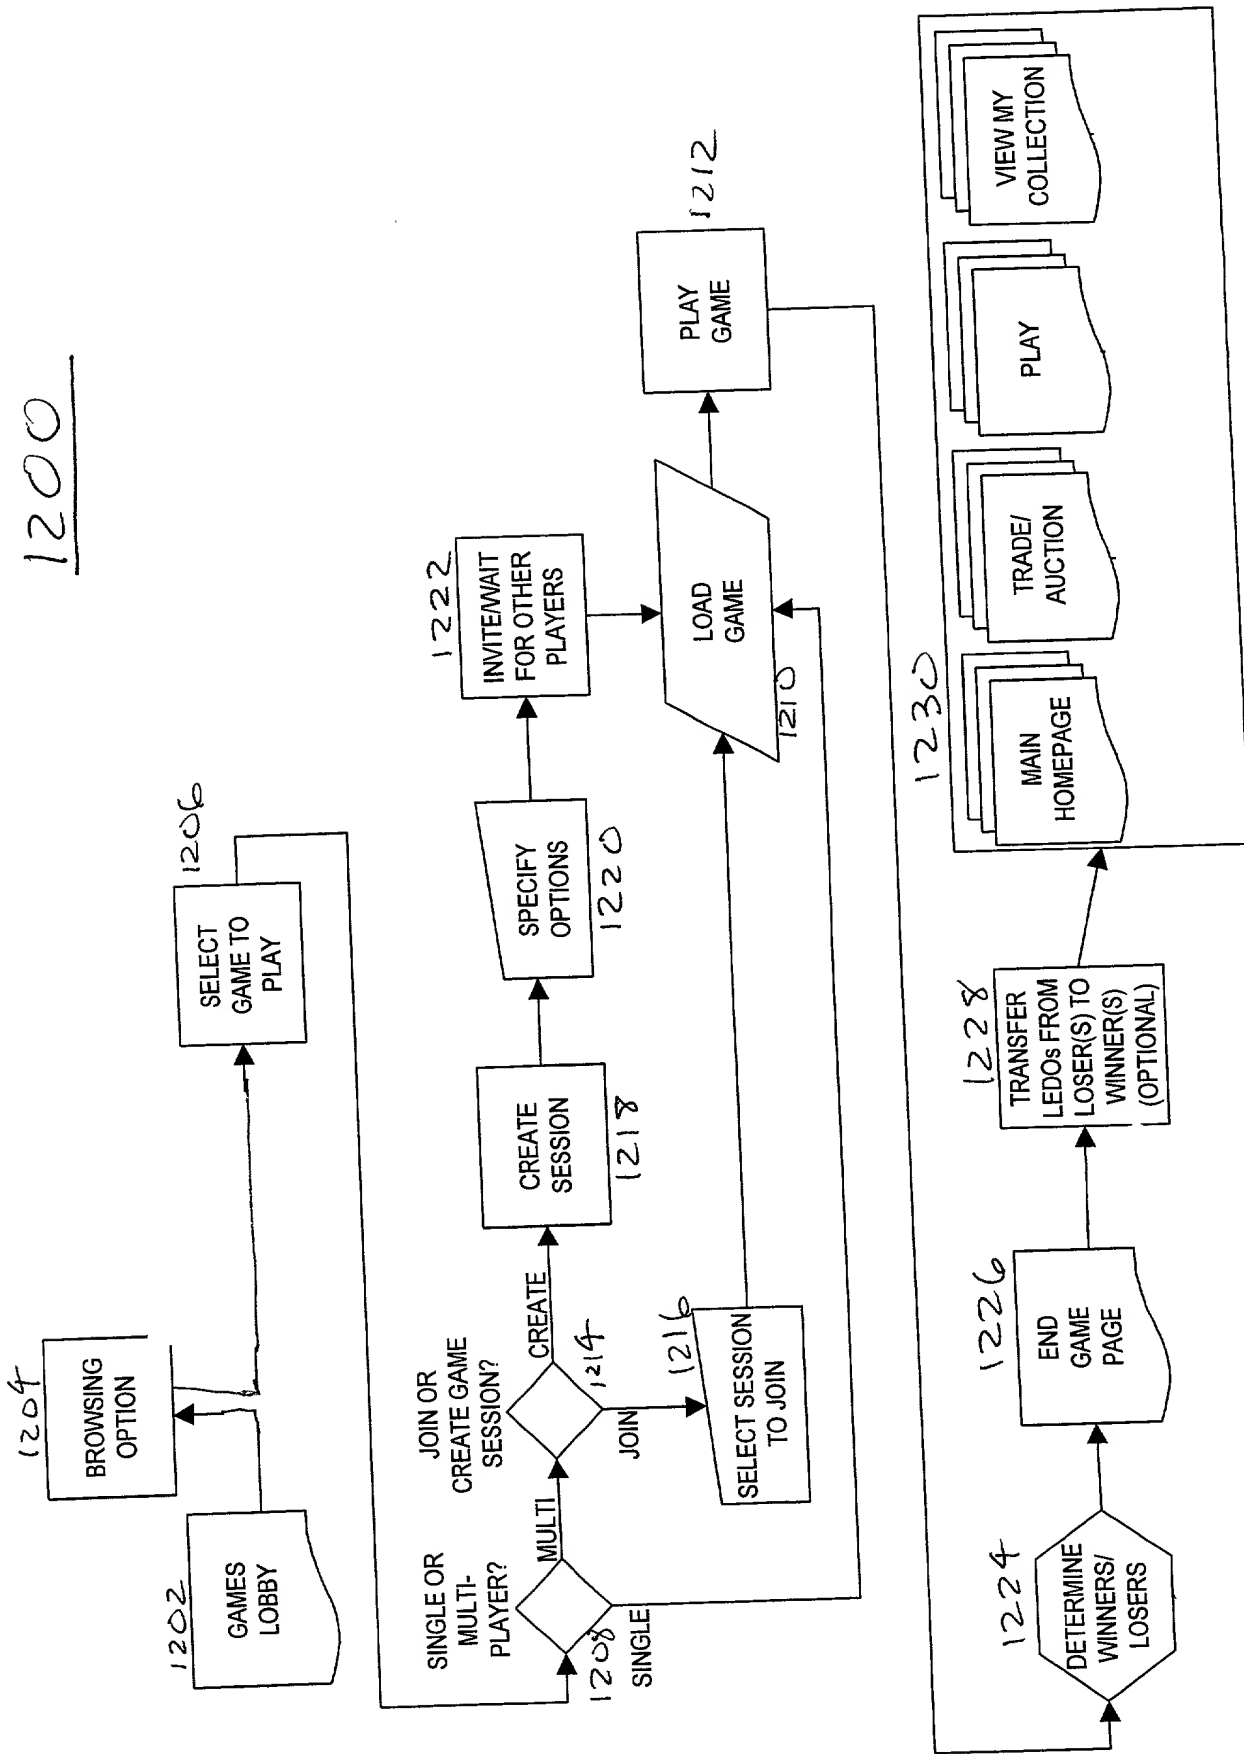 1200
1202
GAMES
LOBBY
1204
BROWSING
OPTION
1206
SELECT
GAME TO
PLAY
SINGLE OR
MULTI-
PLAYER?
1208
SINGLE
MULTI
JOIN OR
CREATE GAME
SESSION?
1214
CREATE
JOIN
CREATE
SESSION
1218
SPECIFY
OPTIONS
1220
1222
INVITE/WAIT
FOR OTHER
PLAYERS
1216
SELECT SESSION
TO JOIN
LOAD
GAME
1210
PLAY
GAME
1212
1224
DETERMINE
WINNERS/
LOSERS
1226
END
GAME
PAGE
1228
TRANSFER
LEDOs FROM
LOSER(S) TO
WINNER(S)
(OPTIONAL)
1230
MAIN
HOMEPAGE
TRADE/
AUCTION
PLAY
VIEW MY
COLLECTION